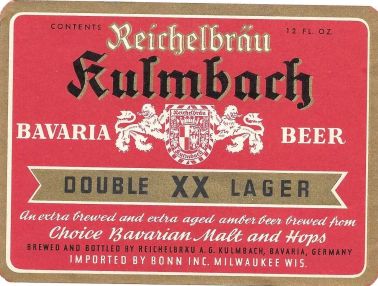 CONTENTS 12 FL. OZ.
Reichelbräu
Kulmbach
BAVARIA BEER
Reichelbräu
Kulmbach
DOUBLE XX LAGER
An extra brewed and extra aged amber beer brewed from
Choice Bavarian Malt and Hops
BREWED AND BOTTLED BY REICHELBRÄU A.G. KULMBACH, BAVARIA, GERMANY
IMPORTED BY BONN INC. MILWAUKEE WIS.